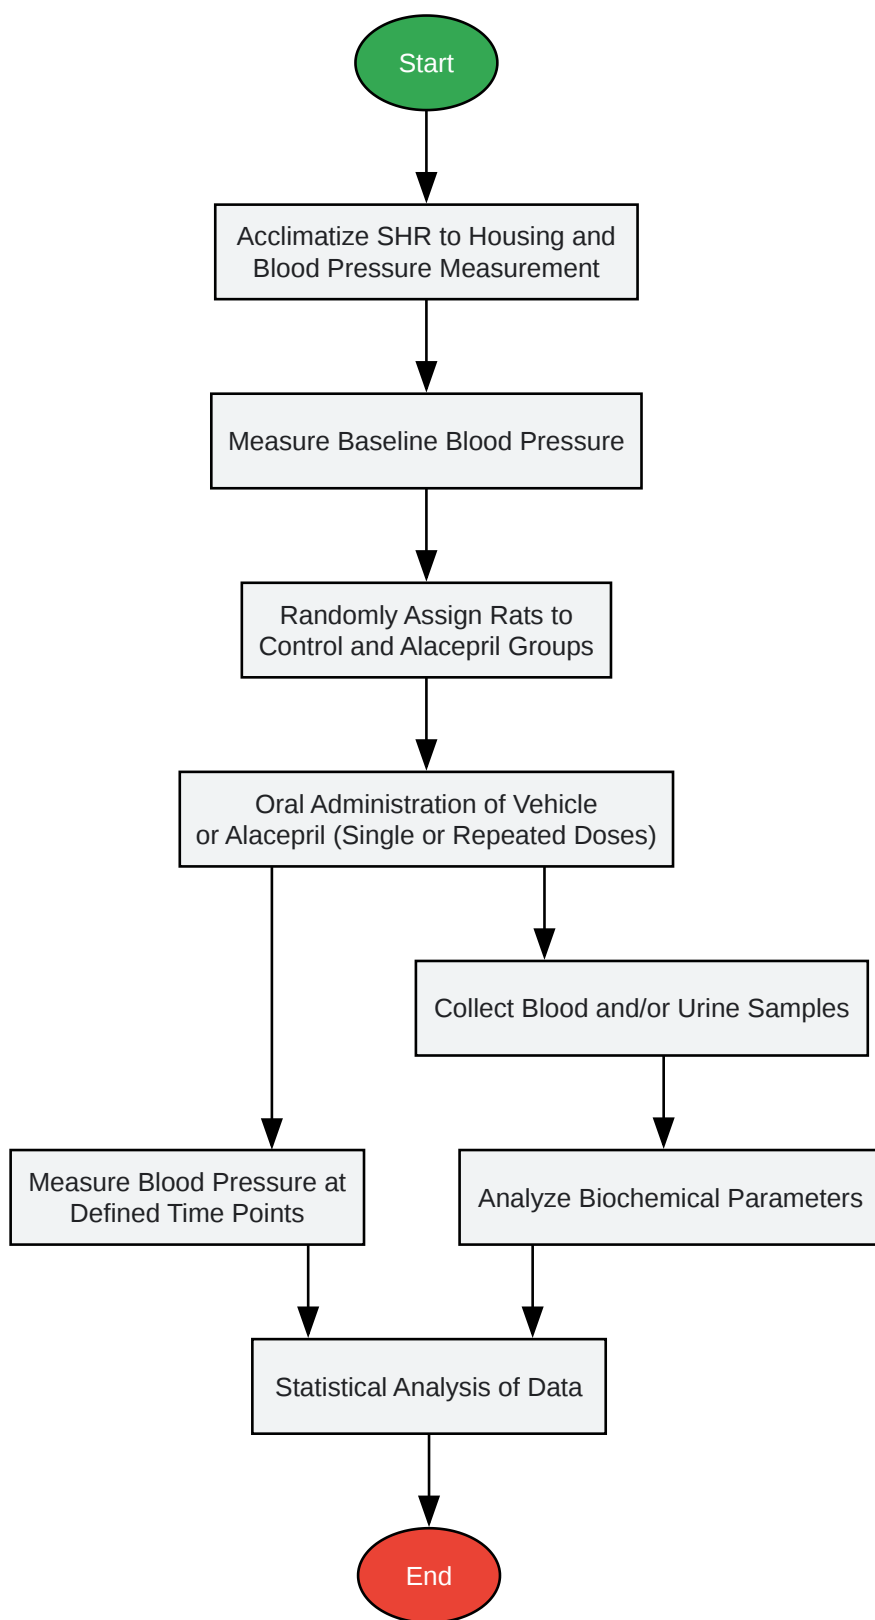 Start
Acclimatize SHR to Housing and
Blood Pressure Measurement
Measure Baseline Blood Pressure
Randomly Assign Rats to
Control and Alacepril Groups
Oral Administration of Vehicle
or Alacepril (Single or Repeated Doses)
Collect Blood and/or Urine Samples
Measure Blood Pressure at
Defined Time Points
Analyze Biochemical Parameters
Statistical Analysis of Data
End